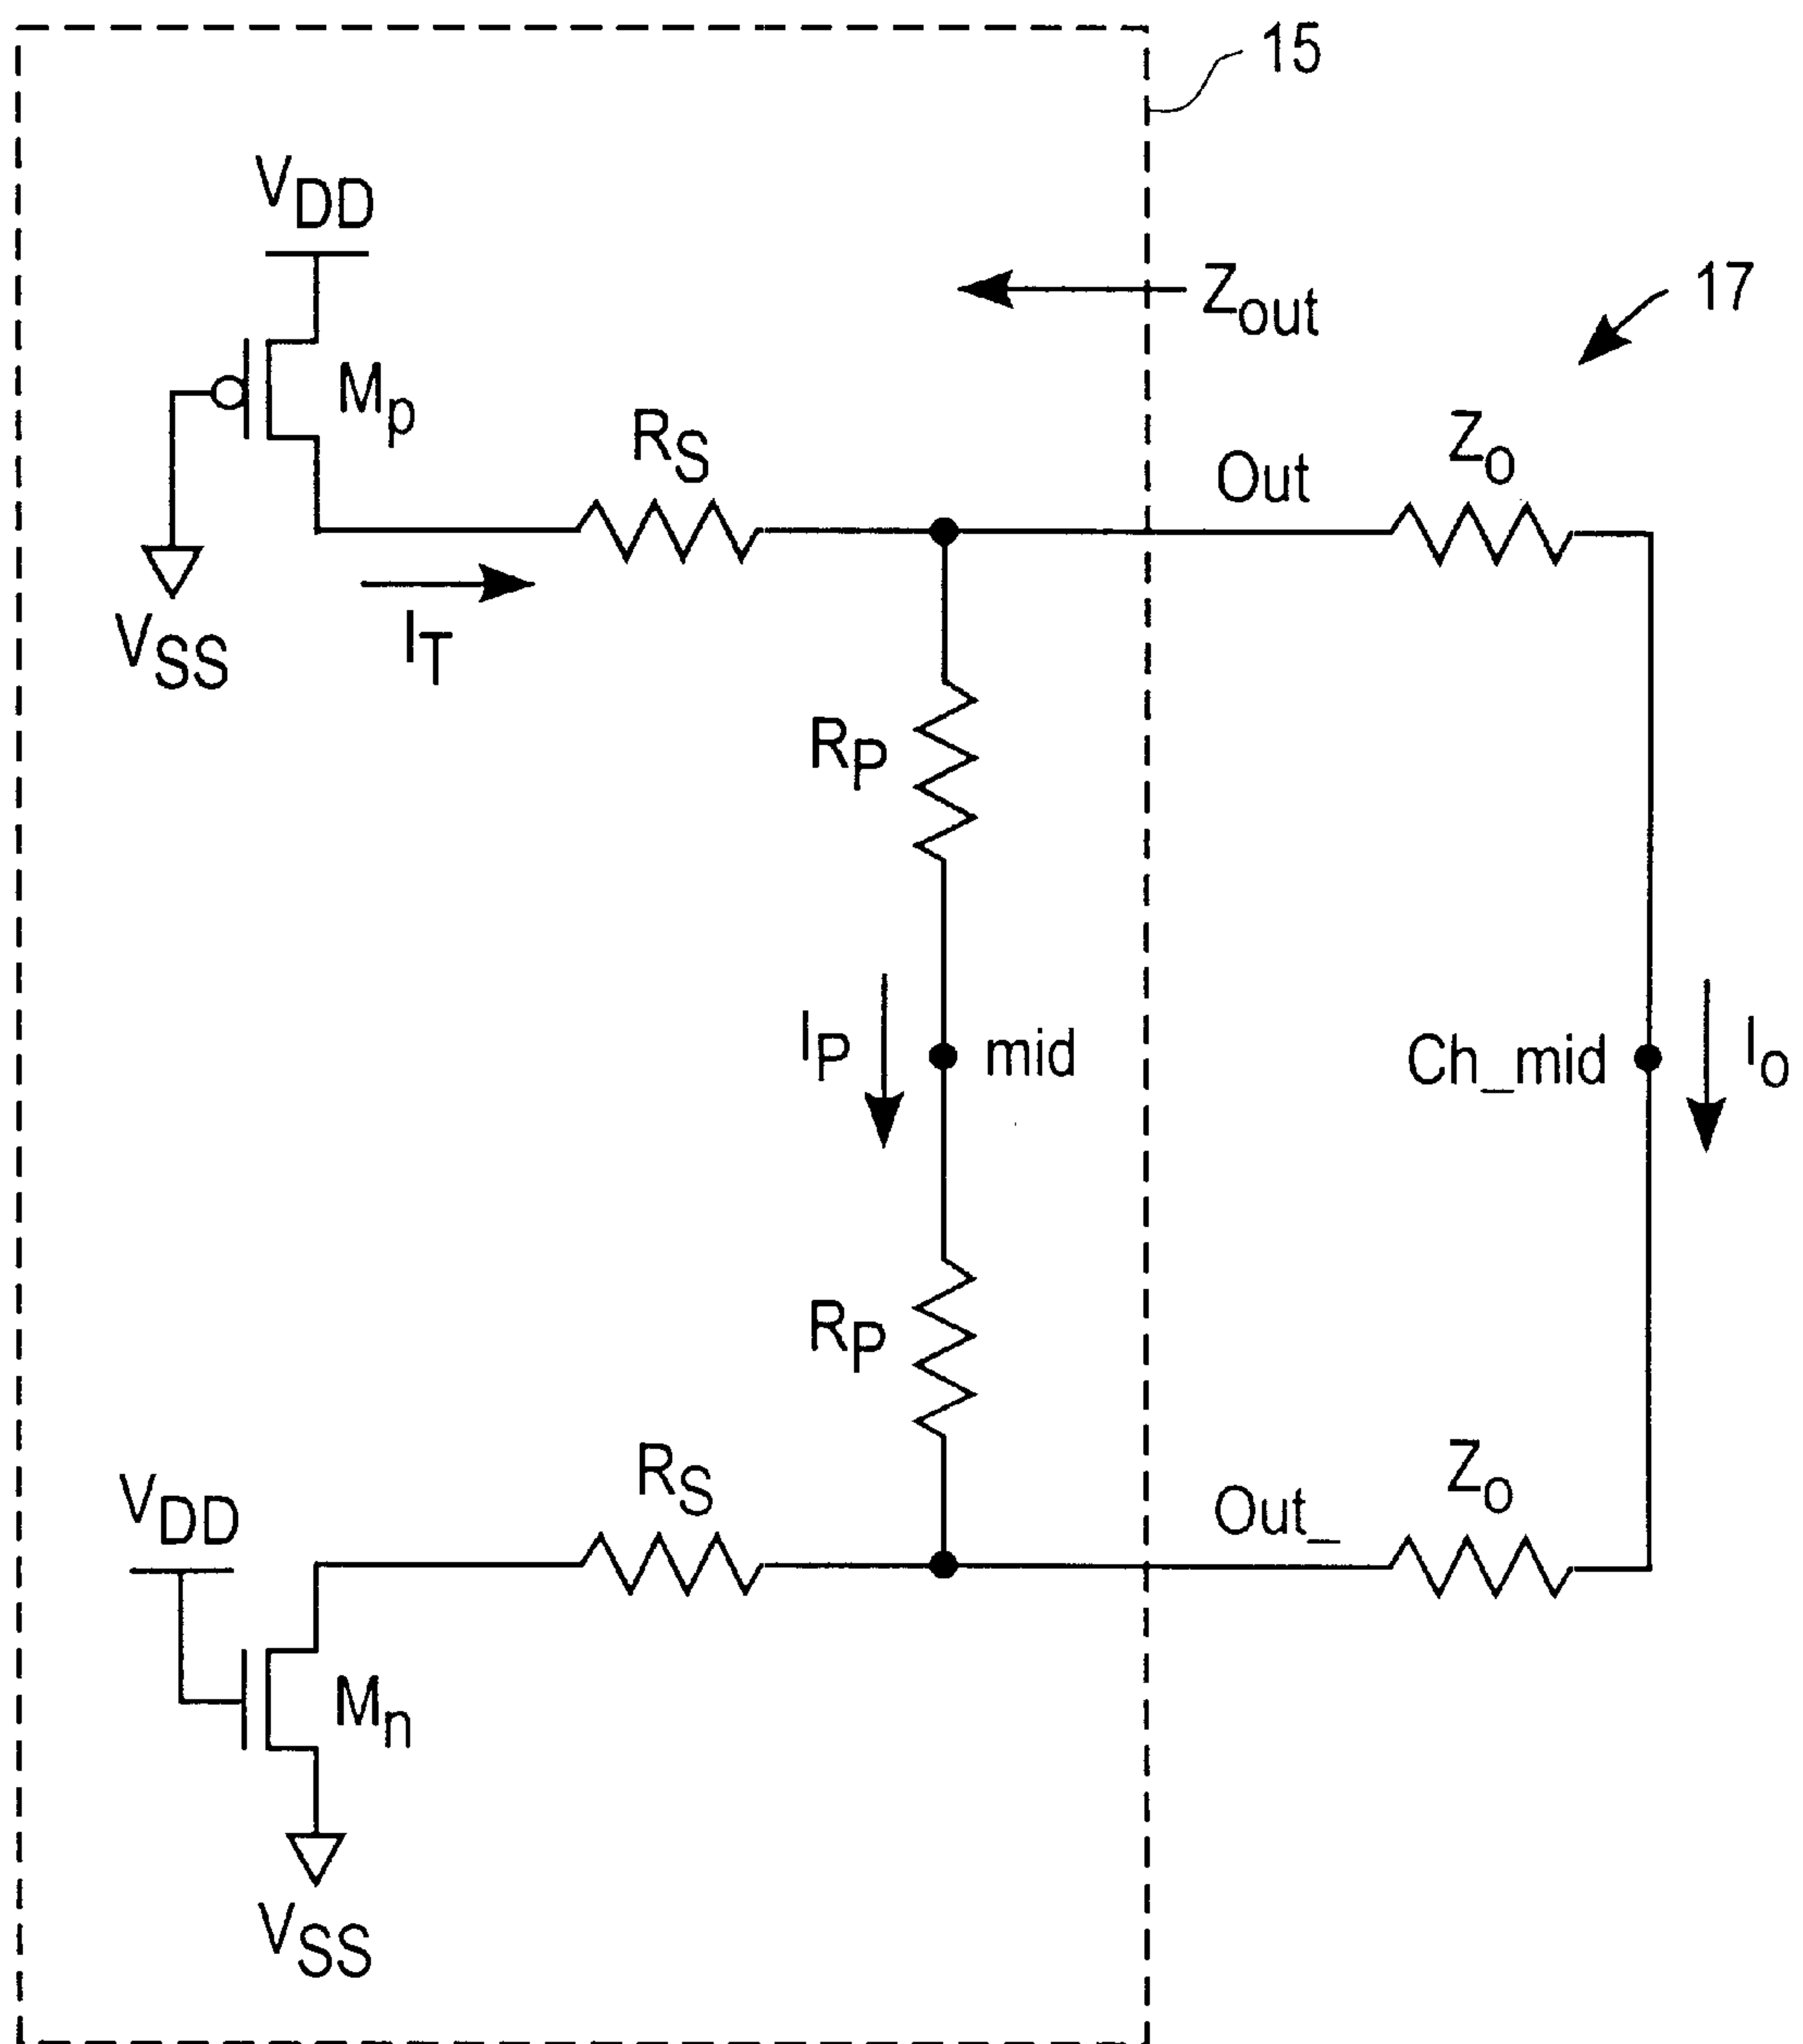 15
VDD
Zout
17
Mp
RS
Out
Zo
VSS
IT
RP
IP
mid
Ch_mid
Io
RP
VDD
RS
Out_
Zo
Mn
VSS